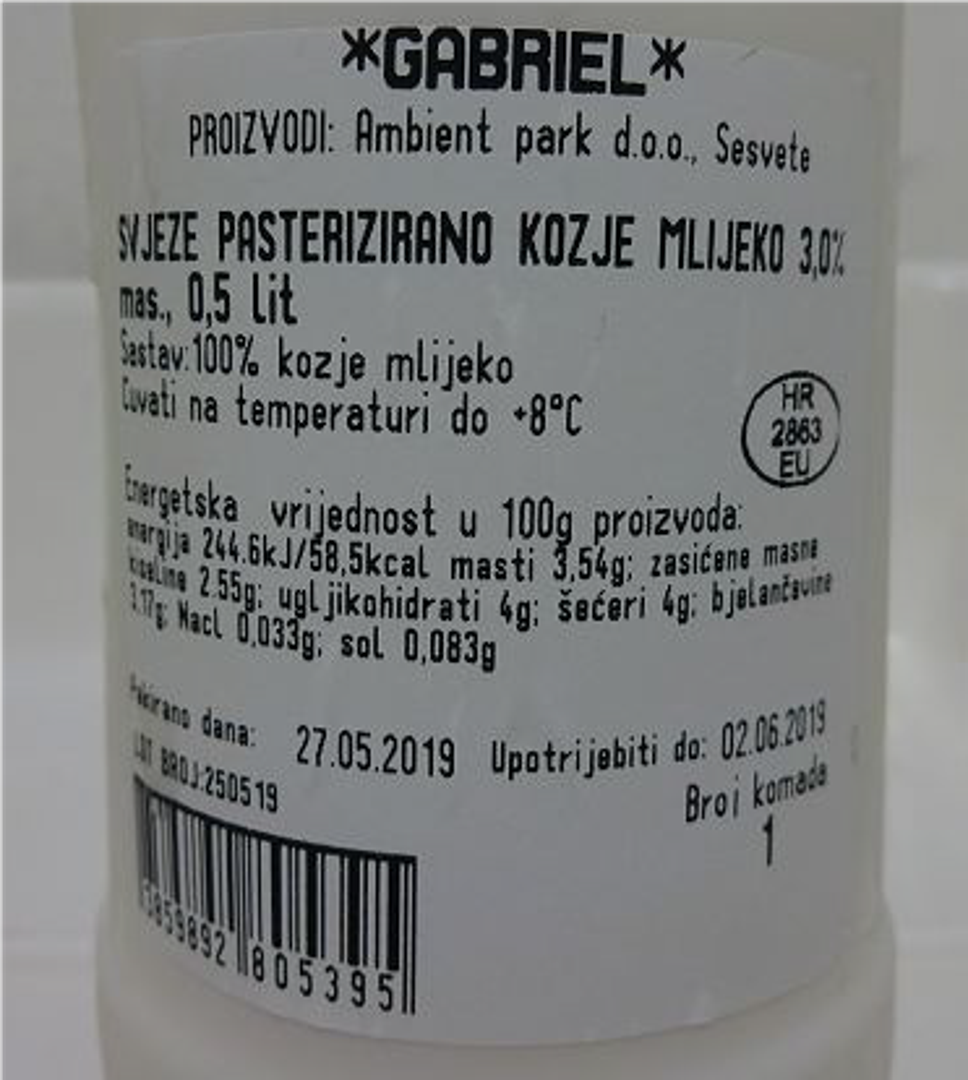 *GABRIEL*
PROIZVODI: Ambient park d.o.o., Sesvete
SVJEZE PASTERIZIRANO KOZJE MLIJEKO 3,0%
mas., 0,5 lit
Sastav:100% kozje mlijeko
Čuvati na temperaturi do +8°C
HR
2863
EU
Energetska vrijednost u 100g proizvoda:
energija 244.6kJ/58,5kcal masti 3,54g; zasićene masne
kiseline 2.55g; ugljikohidrati 4g; šećeri 4g; bjelančevine
3.17g; Nacl 0,033g; sol 0,083g
Pakirano dana: 27.05.2019 Upotrijebiti do: 02.06.2019
LOT BROJ:250519
Broj komada
1
3859892 805395